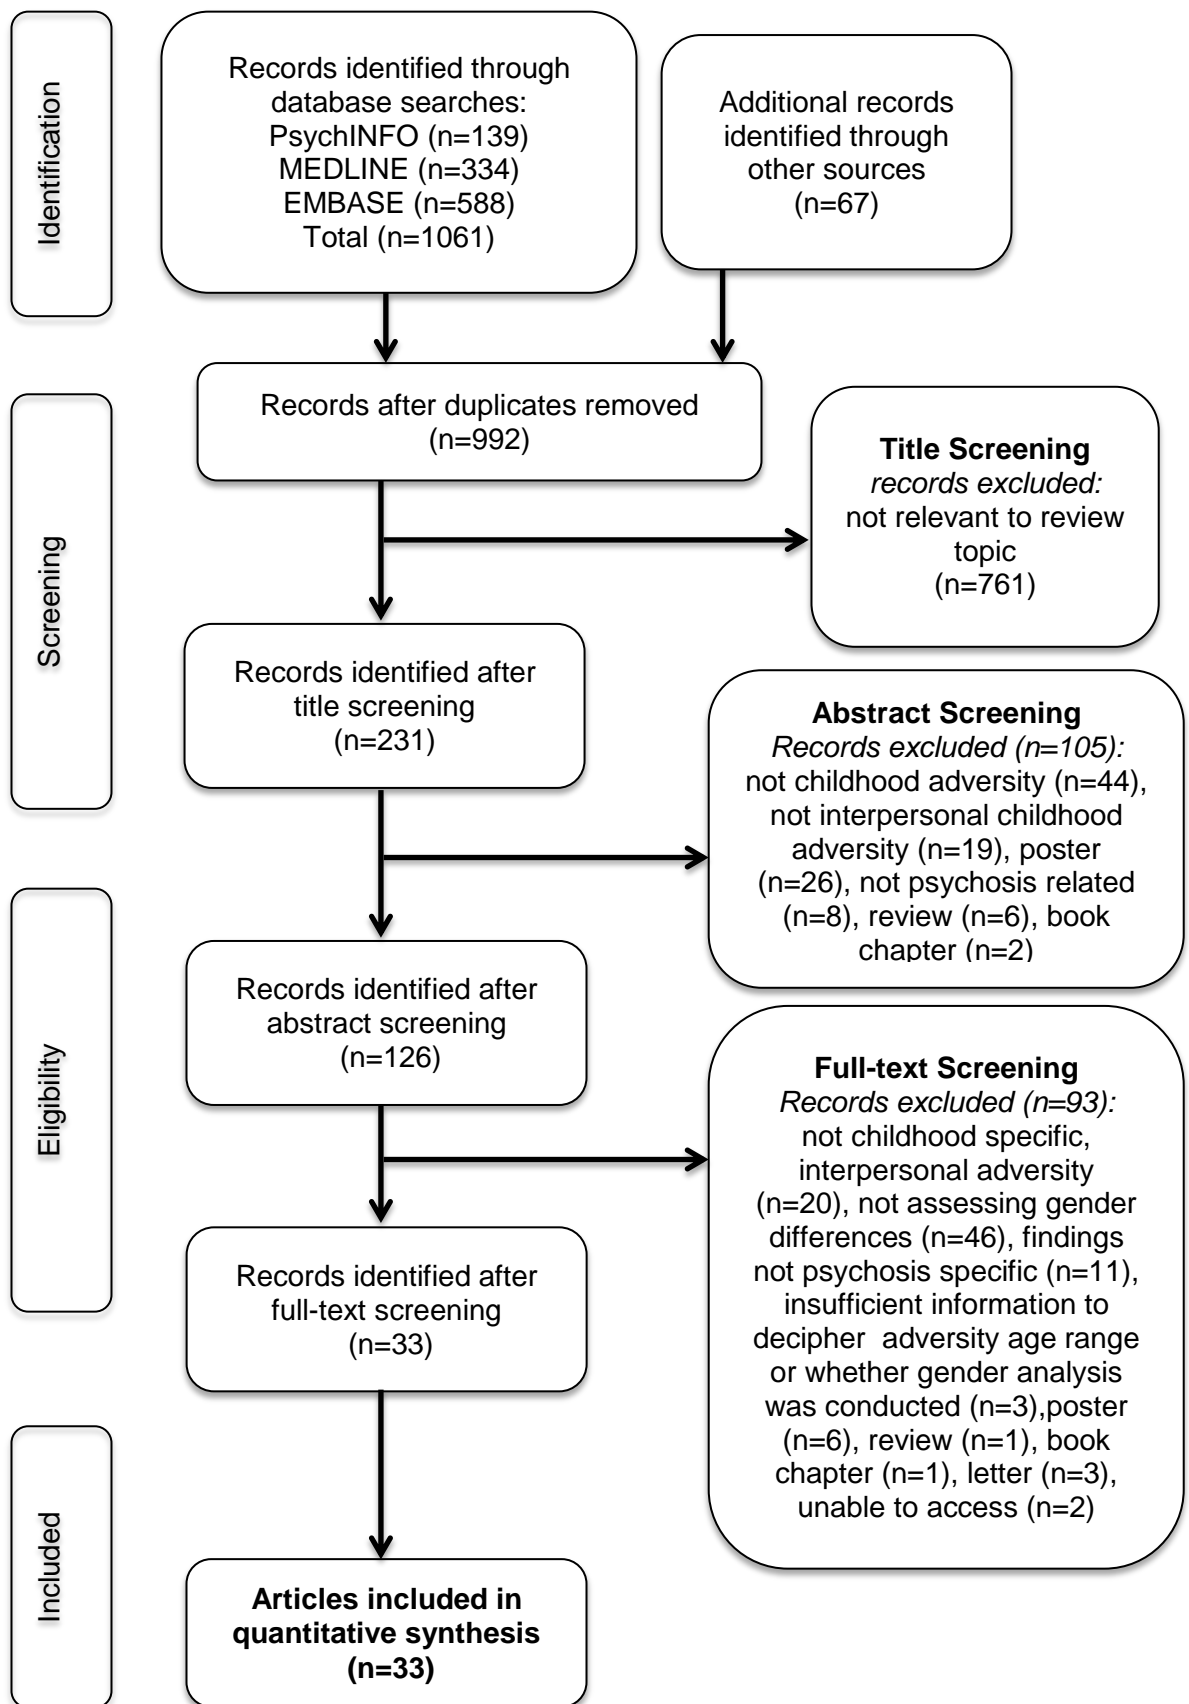 Identification
Records identified through
database searches:
PsychINFO (n=139)
MEDLINE (n=334)
EMBASE (n=588)
Total (n=1061)
Additional records
identified through
other sources
(n=67)
Records after duplicates removed
(n=992)
Screening
Title Screening
records excluded:
not relevant to review
topic
(n=761)
Records identified after
title screening
(n=231)
Abstract Screening
Records excluded (n=105):
not childhood adversity (n=44),
not interpersonal childhood
adversity (n=19), poster
(n=26), not psychosis related
(n=8), review (n=6), book
chapter (n=2)
Eligibility
Records identified after
abstract screening
(n=126)
Full-text Screening
Records excluded (n=93):
not childhood specific,
interpersonal adversity
(n=20), not assessing gender
differences (n=46), findings
not psychosis specific (n=11),
insufficient information to
decipher  adversity age range
or whether gender analysis
was conducted (n=3),poster
(n=6), review (n=1), book
chapter (n=1), letter (n=3),
unable to access (n=2)
Records identified after
full-text screening
(n=33)
Included
Articles included in
quantitative synthesis
(n=33)